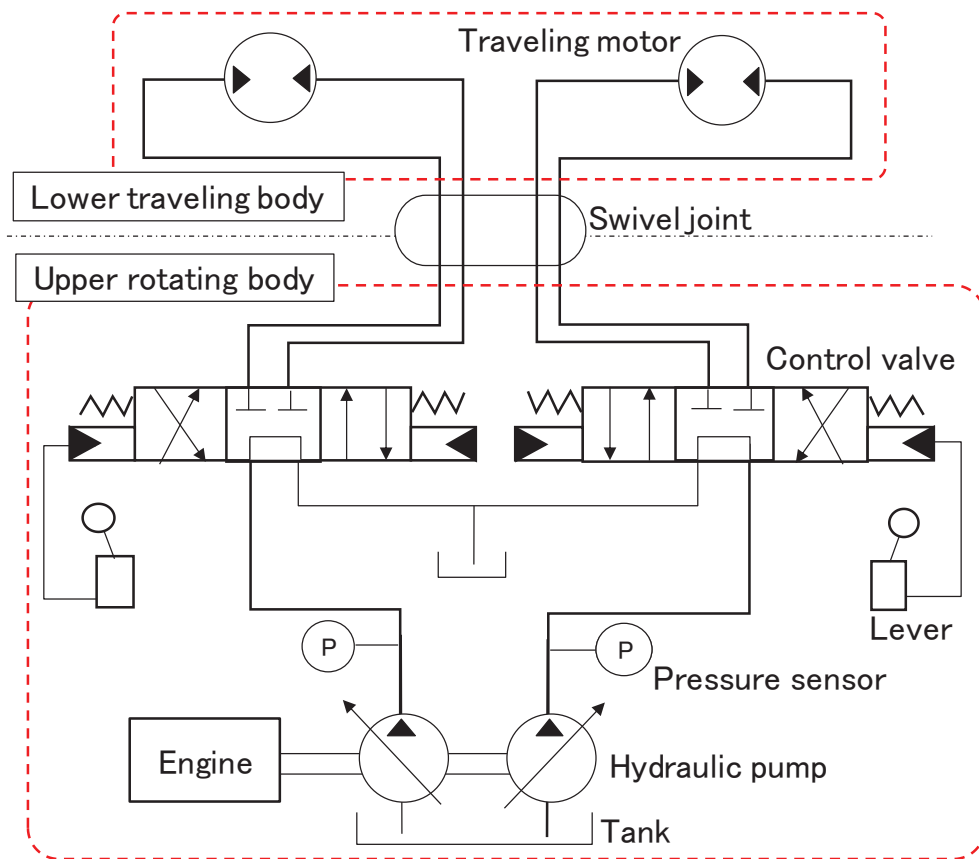 Traveling motor
Lower traveling body
Swivel joint
Upper rotating body
Control valve
Lever
P
P
Pressure sensor
Engine
Hydraulic pump
Tank